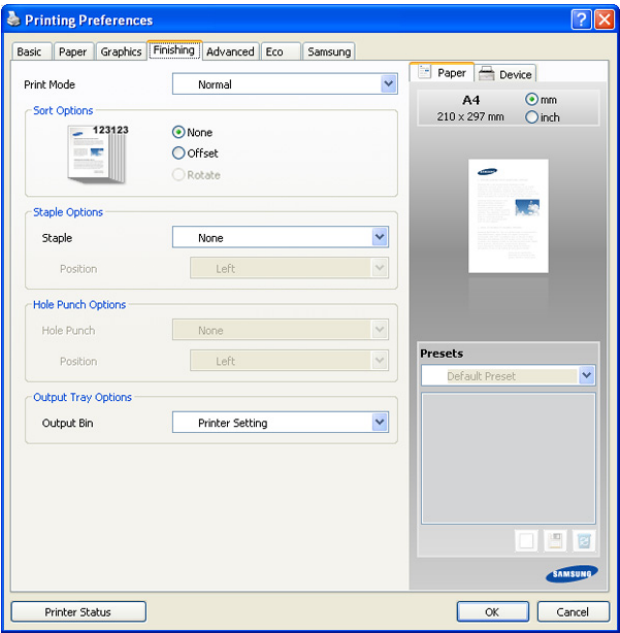 Printing Preferences
Basic Paper Graphics Finishing Advanced Eco Samsung
Print Mode Normal
Sort Options
123123
None
Offset
Rotate
Staple Options
Staple None
Position Left
Hole Punch Options
Hole Punch None
Position Left
Output Tray Options
Output Bin Printer Setting
Paper Device
A4 mm
210 x 297 mm inch
Presets
Default Preset
SAMSUNG
Printer Status OK Cancel